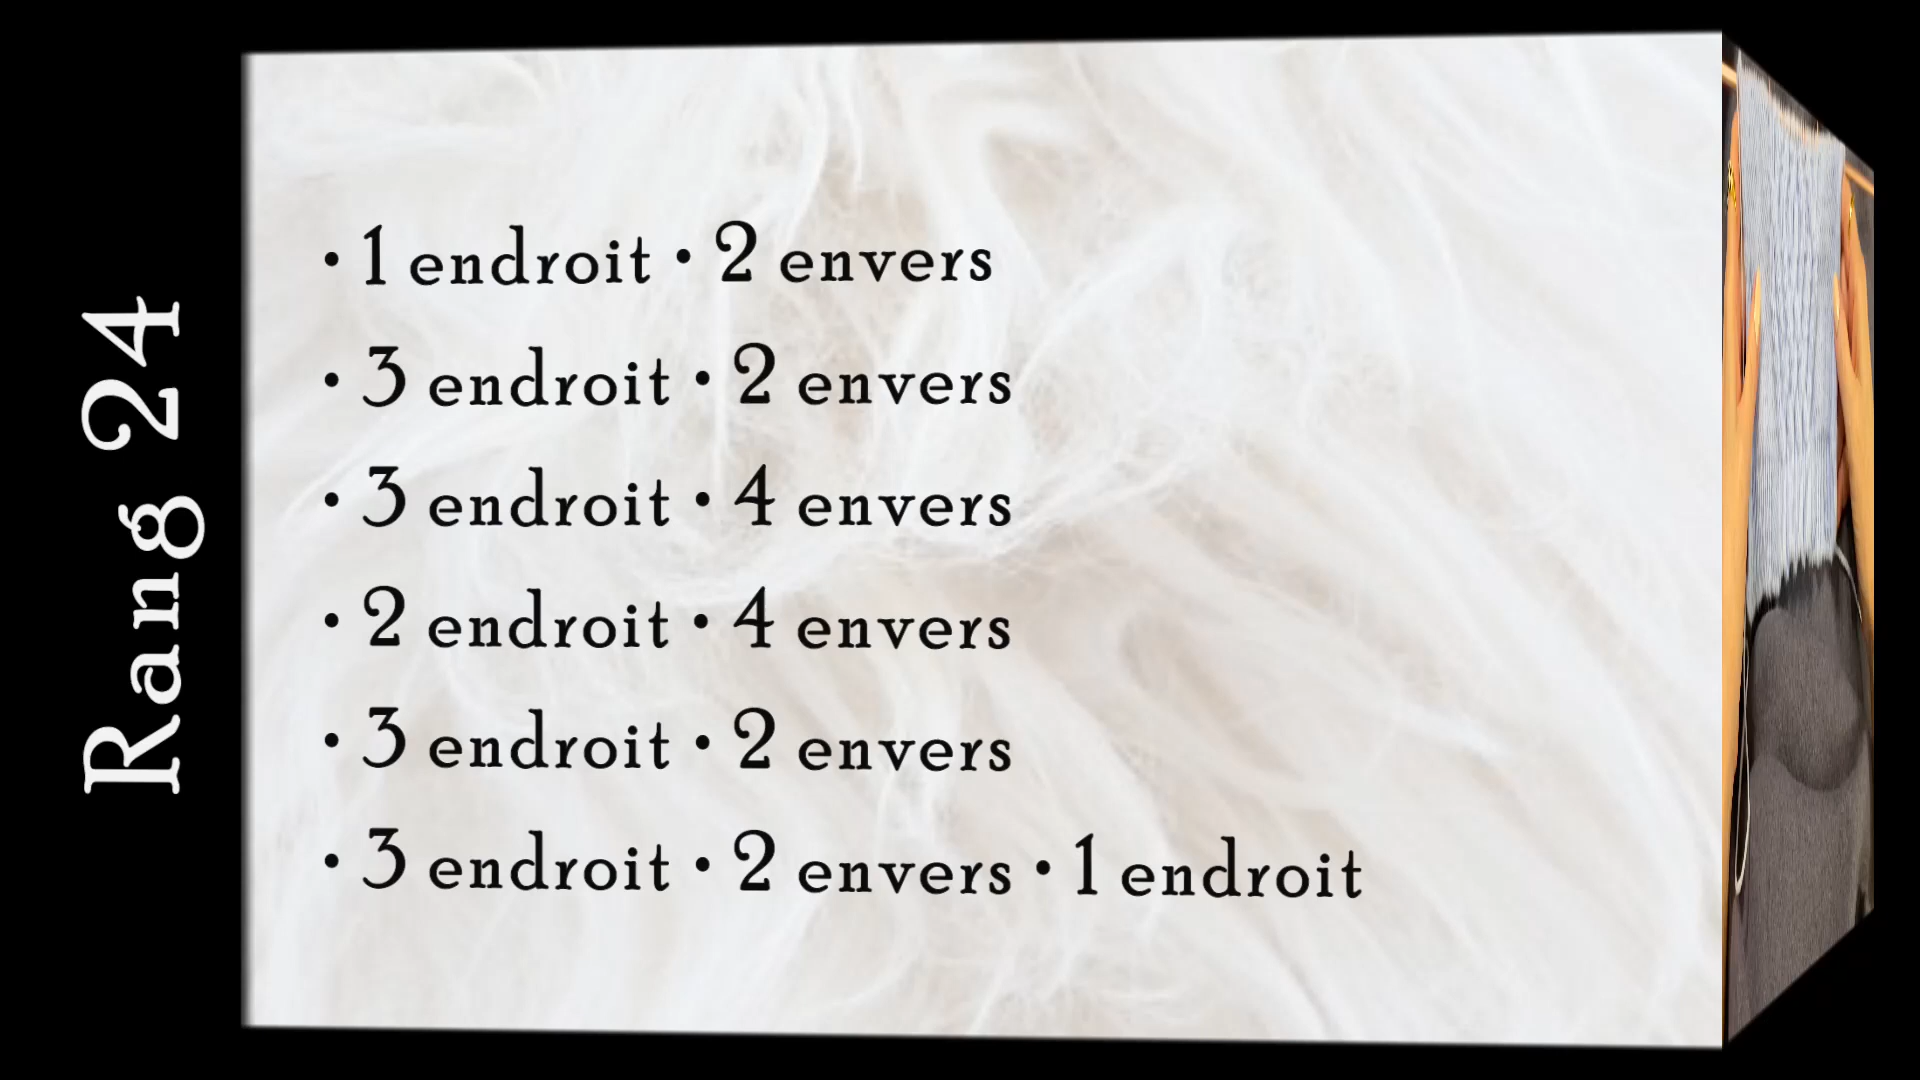 Rang 24
• 1 endroit • 2 envers
• 3 endroit • 2 envers
• 3 endroit • 4 envers
• 2 endroit • 4 envers
• 3 endroit • 2 envers
• 3 endroit • 2 envers • 1 endroit